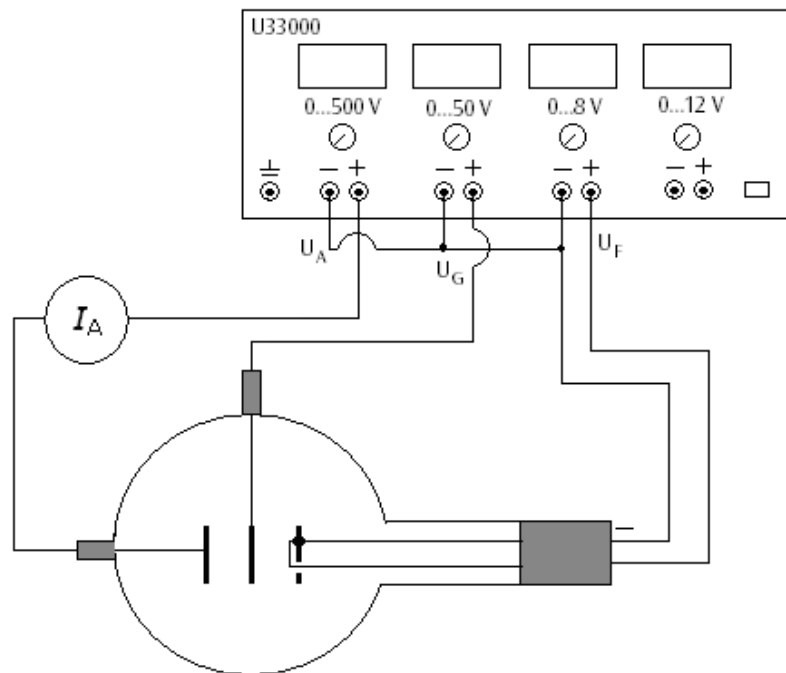 U33000
0...500 V 0...50 V 0...8 V 0...12 V
− + − + − + − +
U_A U_G U_F
I_A
−